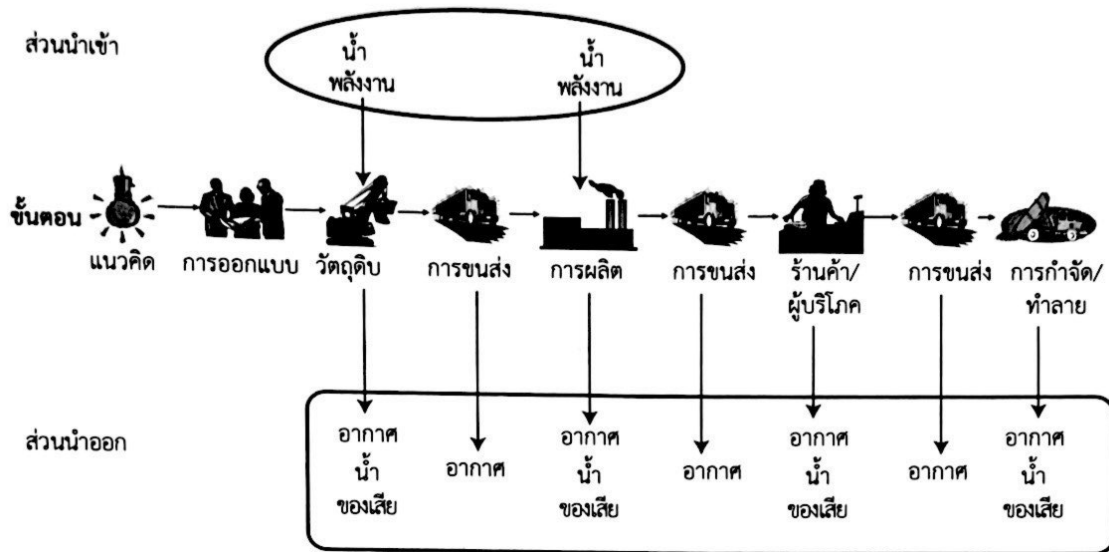 ส่วนนำเข้า
น้ำ
พลังงาน
น้ำ
พลังงาน
ขั้นตอน
แนวคิด
การออกแบบ
วัตถุดิบ
การขนส่ง
การผลิต
การขนส่ง
ร้านค้า/
ผู้บริโภค
การขนส่ง
การกำจัด/
ทำลาย
ส่วนนำออก
อากาศ
น้ำ
ของเสีย
อากาศ
อากาศ
น้ำ
ของเสีย
อากาศ
อากาศ
น้ำ
ของเสีย
อากาศ
อากาศ
น้ำ
ของเสีย